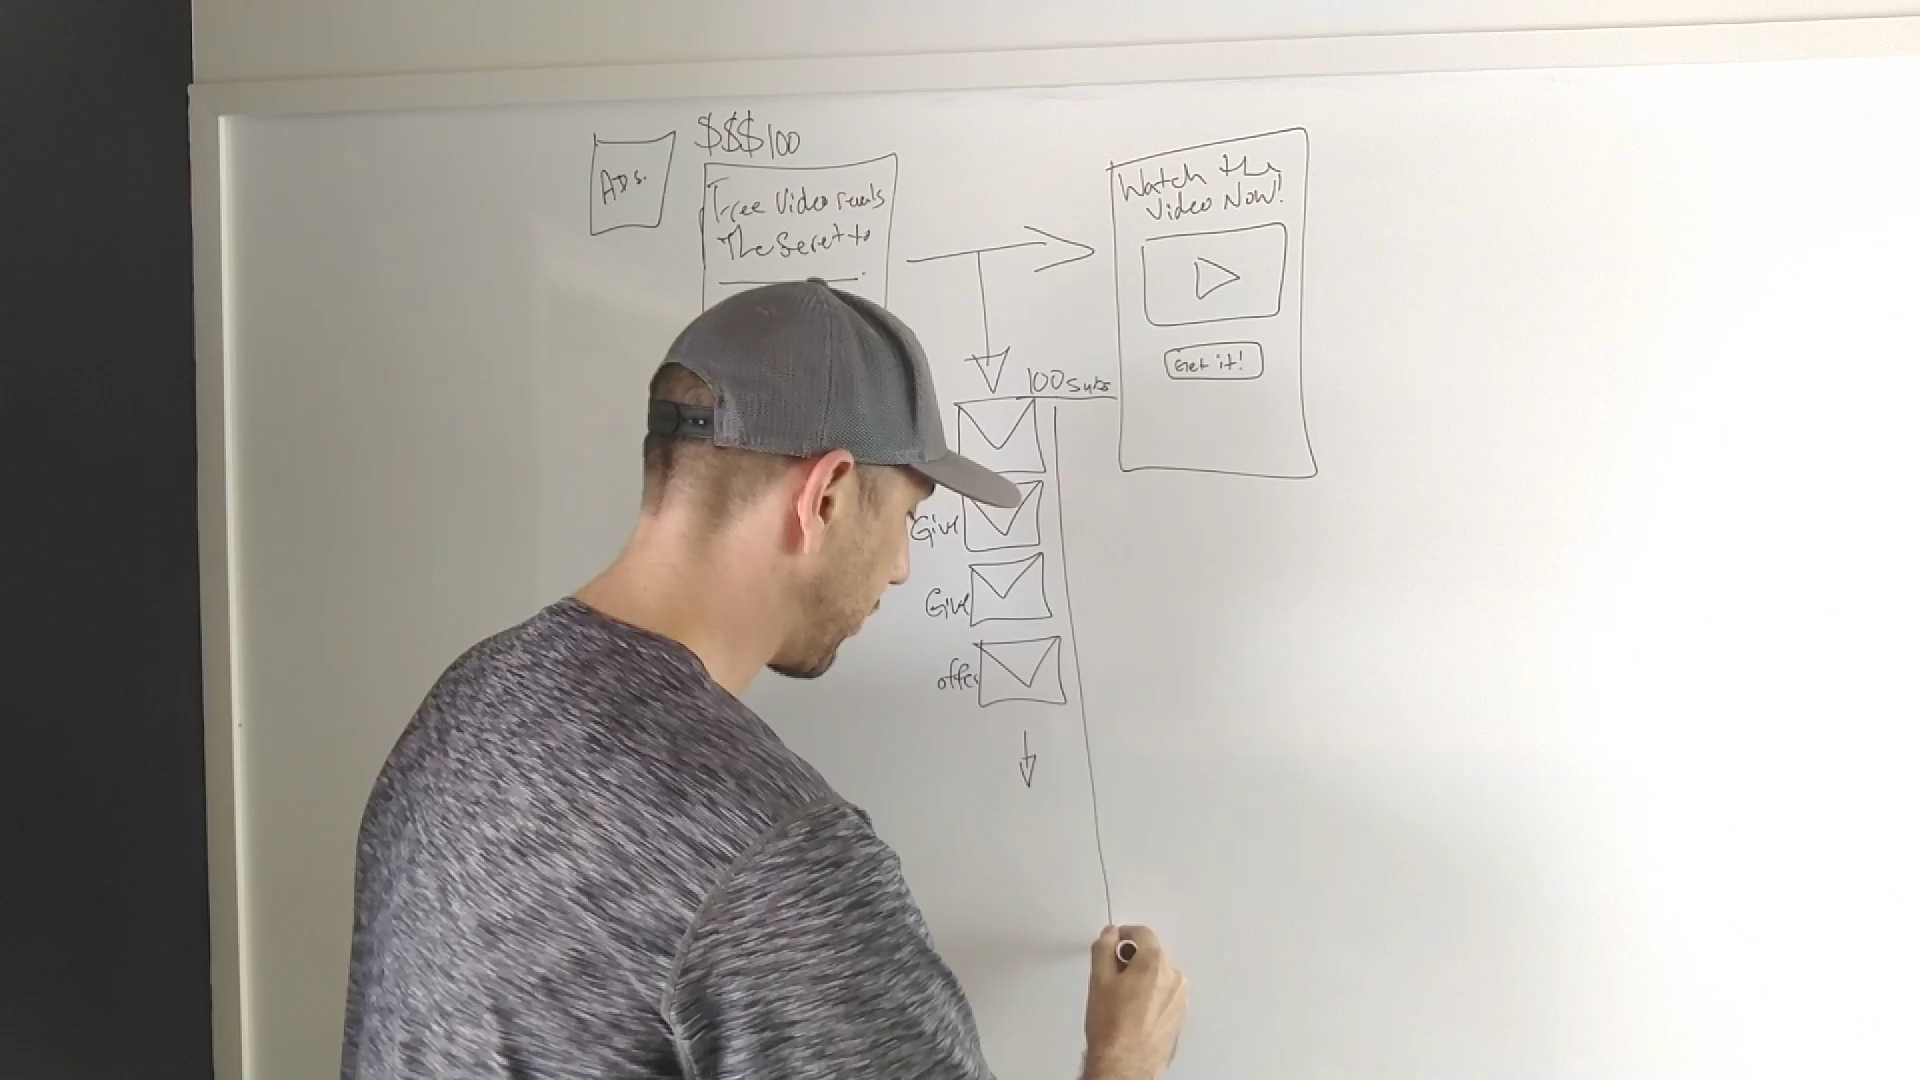 $$$100
ADS.
Free Video reveals
The Secret to
Watch the
Video Now!
Get it!
100 subs
Give
Give
offer